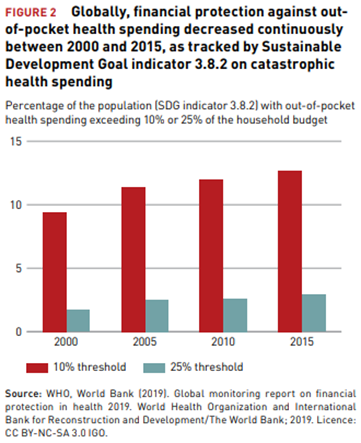 FIGURE 2 Globally, financial protection against out-
of-pocket health spending decreased continuously
between 2000 and 2015, as tracked by Sustainable
Development Goal indicator 3.8.2 on catastrophic
health spending
Percentage of the population (SDG indicator 3.8.2) with out-of-pocket
health spending exceeding 10% or 25% of the household budget
15
10
5
0
2000 2005 2010 2015
10% threshold 25% threshold
Source: WHO, World Bank (2019). Global monitoring report on financial
protection in health 2019. World Health Organization and International
Bank for Reconstruction and Development/The World Bank; 2019. Licence:
CC BY-NC-SA 3.0 IGO.